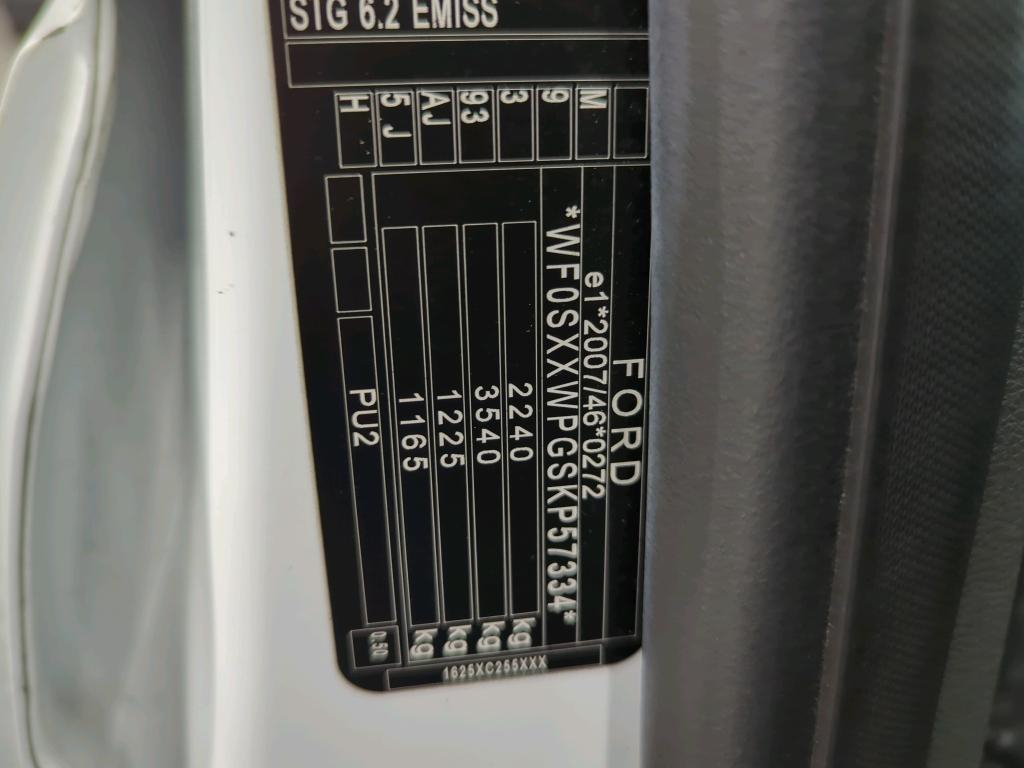 STG 6.2 EMISS
FORD
M
e1*2007/46*0272
9
*WF0SXXWPGSKP57334*
3
2240 kg
93
3540 kg
AJ
1225 kg
5 J
1165 kg
H
PU2
0.50
1625XC255XXX